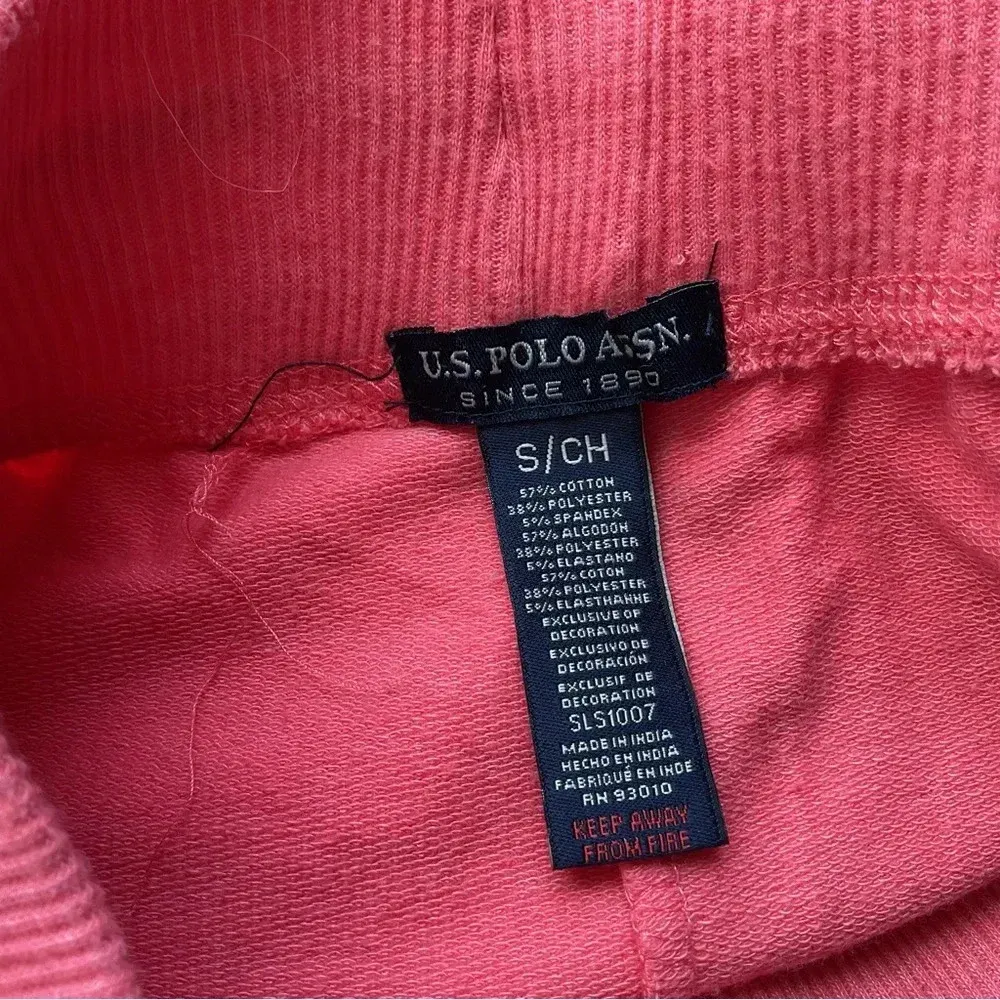 U.S. POLO ASSN.
SINCE 1890
S/CH
57% COTTON
38% POLYESTER
5% SPANDEX
57% ALGODON
38% POLYESTER
5% ELASTANO
57% COTON
38% POLYESTER
5% ELASTHANNE
EXCLUSIVE OF
DECORATION
EXCLUSIVO DE
DECORACIÓN
EXCLUSIF DE
DECORATION
SLS1007
MADE IN INDIA
HECHO EN INDIA
FABRIQUÉ EN INDE
RN 93010
KEEP AWAY
FROM FIRE